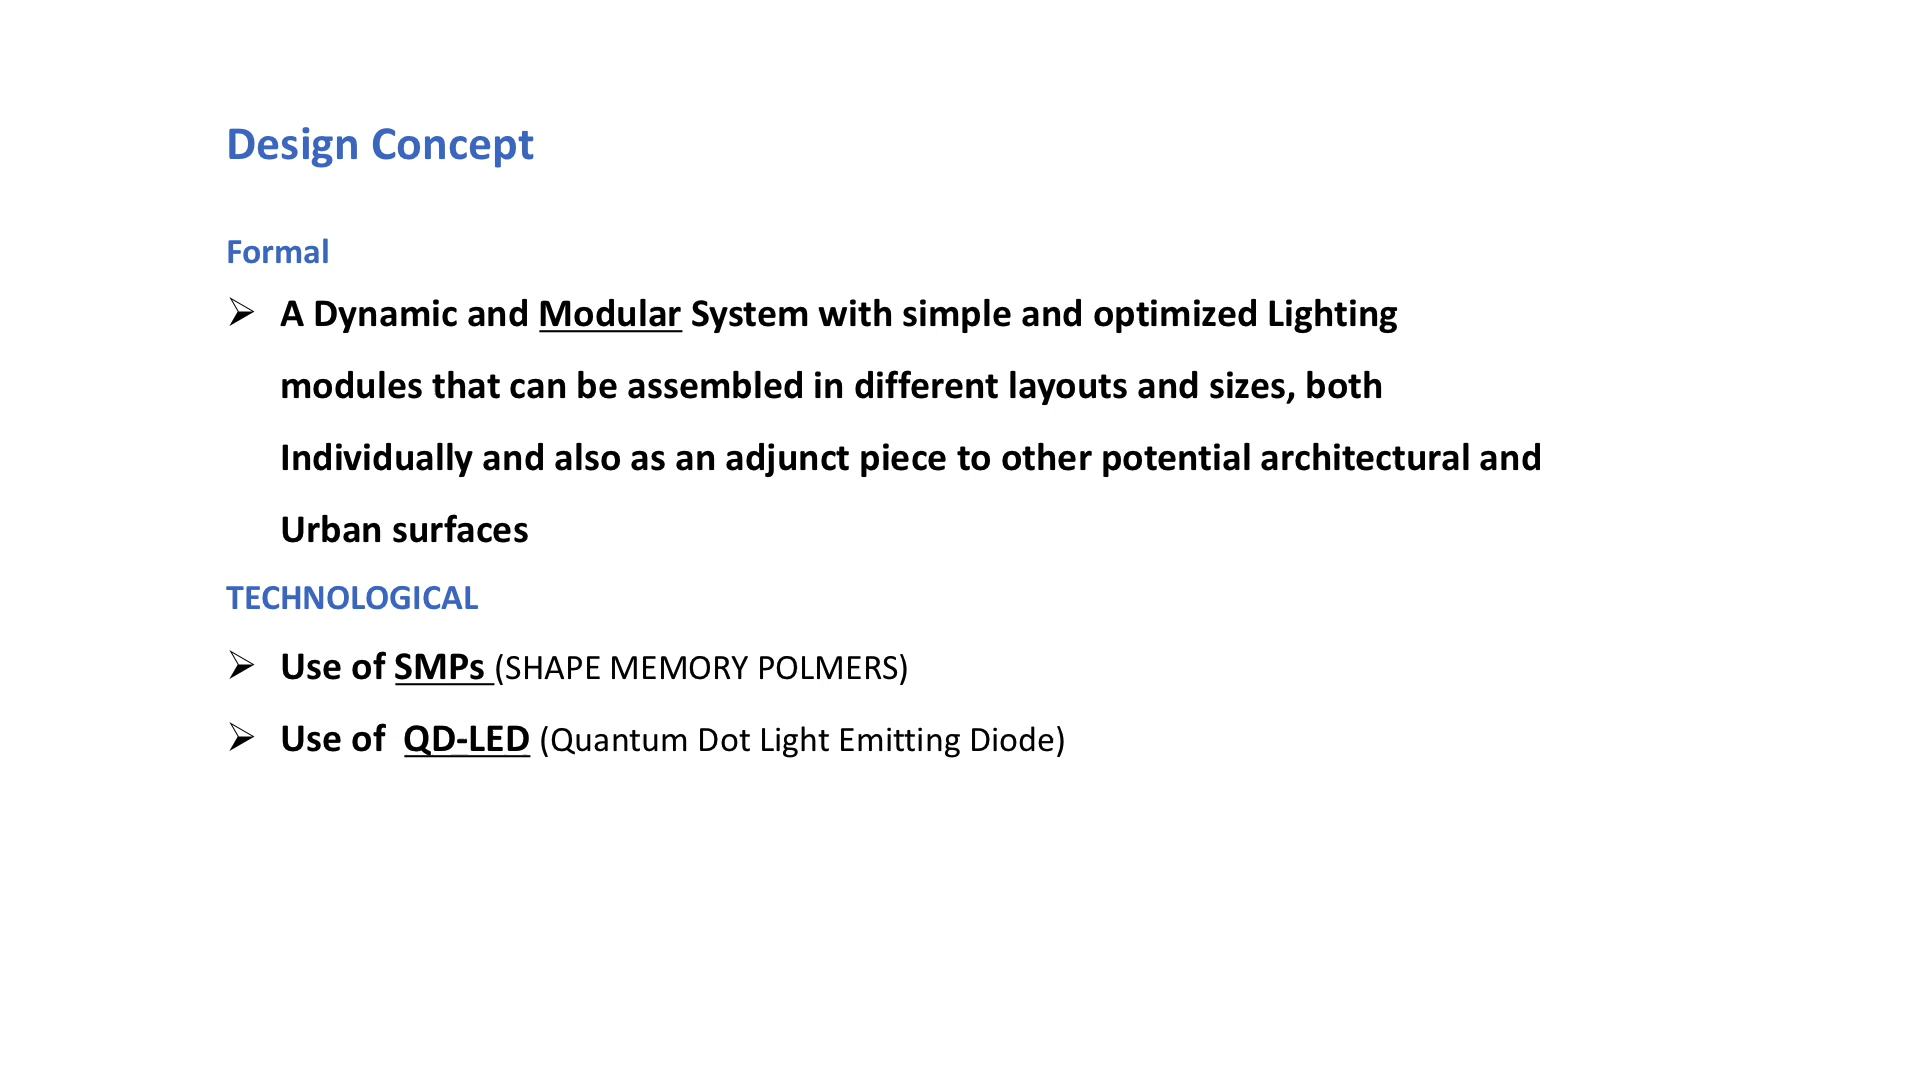 Design Concept
Formal
➢ A Dynamic and Modular System with simple and optimized Lighting
modules that can be assembled in different layouts and sizes, both
Individually and also as an adjunct piece to other potential architectural and
Urban surfaces
TECHNOLOGICAL
➢ Use of SMPs (SHAPE MEMORY POLMERS)
➢ Use of QD-LED (Quantum Dot Light Emitting Diode)